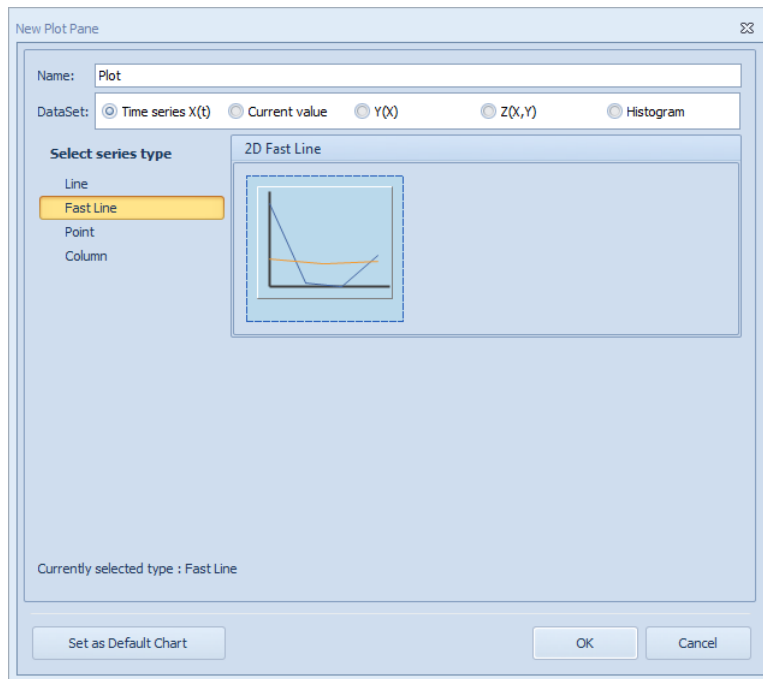 New Plot Pane
Name: Plot
DataSet: Time series X(t) Current value Y(X) Z(X,Y) Histogram
Select series type
2D Fast Line
Line
Fast Line
Point
Column
Currently selected type : Fast Line
Set as Default Chart OK Cancel